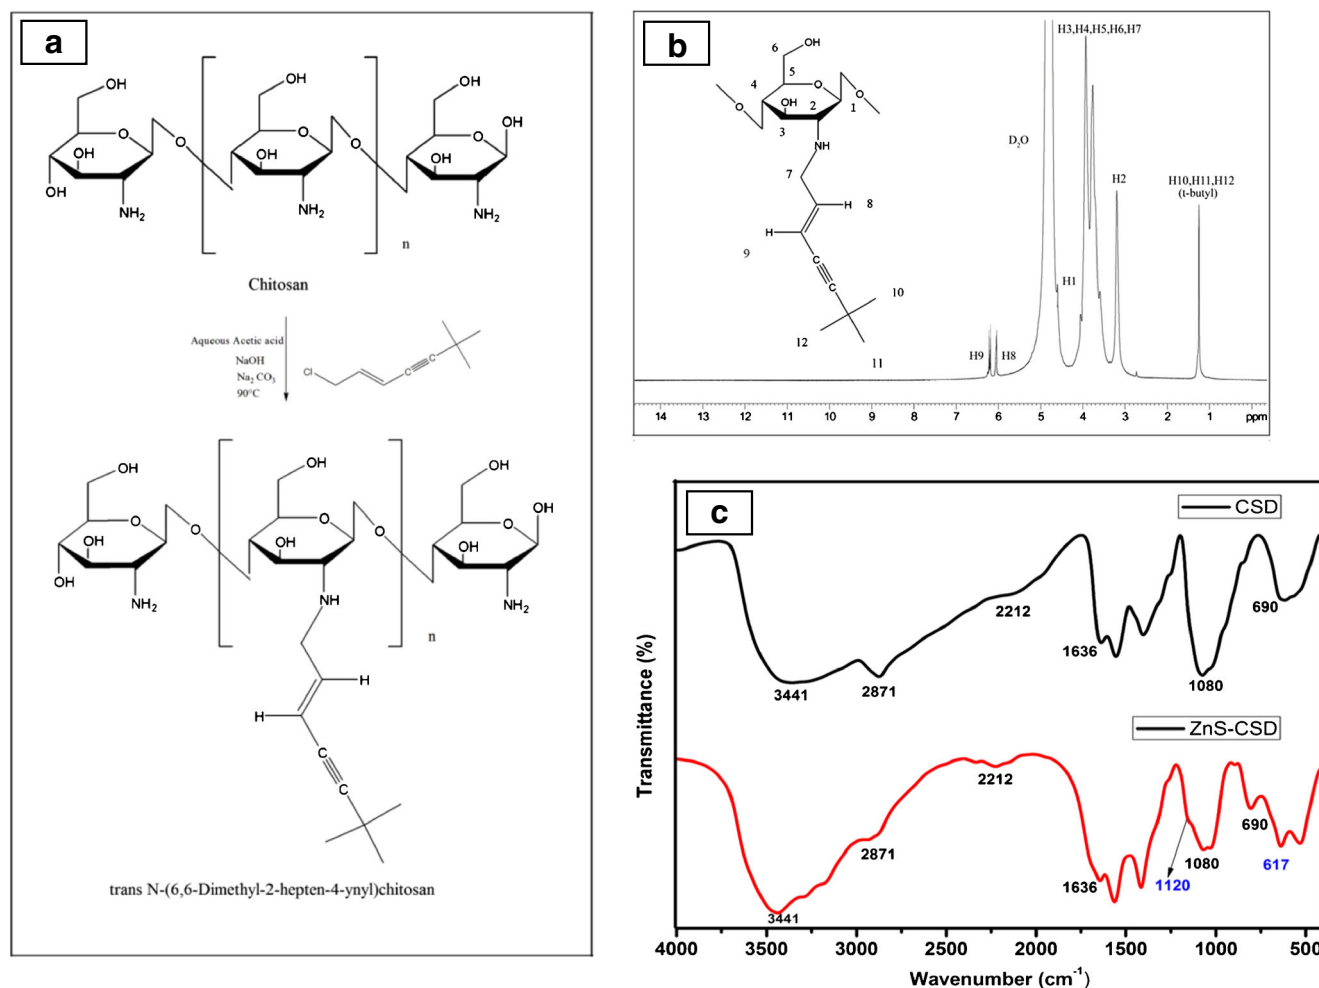 a
OH
OH
OH
OH
O
O
O
O
O
OH
OH
OH
OH
NH2
NH2
NH2
n
Chitosan
Aqueous Acetic acid
NaOH
Na2 CO3
90°C
Cl
OH
OH
OH
OH
O
O
O
O
O
OH
OH
OH
OH
NH2
NH
NH2
n
H
H
C
C
trans N-(6,6-Dimethyl-2-hepten-4-ynyl)chitosan
b
6
OH
5
4
O
O
OH
2
1
O
3
NH
7
H
8
H
9
C
C
10
12
11
H3,H4,H5,H6,H7
D2O
H2
H10,H11,H12
(t-butyl)
H1
H9
H8
14 13 12 11 10 9 8 7 6 5 4 3 2 1 ppm
c
CSD
2212
690
1636
3441
2871
1080
ZnS-CSD
2212
690
2871
1080
617
1636
1120
3441
Transmittance (%)
4000 3500 3000 2500 2000 1500 1000 500
Wavenumber (cm-1)